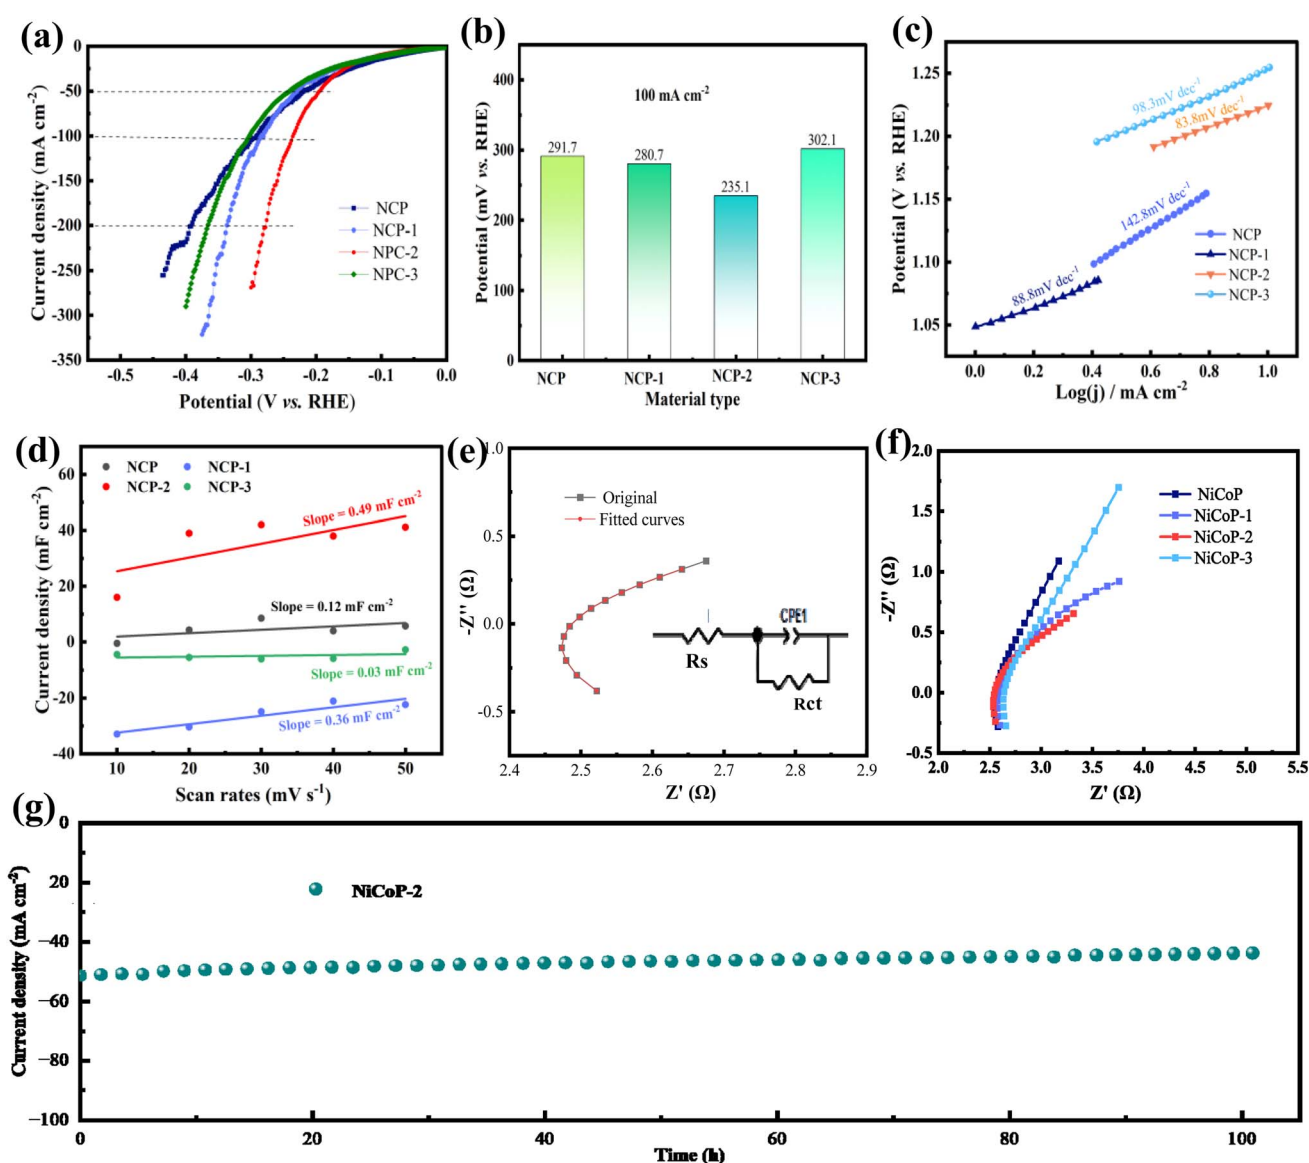 (a)
0
-50
-100
-150
-200
-250
-300
-350
Current density (mA cm-2)
NCP
NCP-1
NPC-2
NPC-3
-0.5 -0.4 -0.3 -0.2 -0.1 0.0
Potential (V vs. RHE)
(b)
400
300
200
100
0
Potential (mV vs. RHE)
100 mA cm-2
291.7 280.7 235.1 302.1
NCP NCP-1 NCP-2 NCP-3
Material type
(c)
1.25
1.20
1.15
1.10
1.05
Potential (V vs. RHE)
98.3mV dec-1
83.8mV dec-1
142.8mV dec-1
88.8mV dec-1
NCP
NCP-1
NCP-2
NCP-3
0.0 0.2 0.4 0.6 0.8 1.0
Log(j) / mA cm-2
(d)
60
40
20
0
-20
-40
Current density (mF cm-2)
NCP NCP-1
NCP-2 NCP-3
Slope = 0.49 mF cm-2
Slope = 0.12 mF cm-2
Slope = 0.03 mF cm-2
Slope = 0.36 mF cm-2
10 20 30 40 50
Scan rates (mV s-1)
(e)
1.0
0.5
0.0
-0.5
-Z'' (Ω)
Original
Fitted curves
CPE1
Rs
Rct
2.4 2.5 2.6 2.7 2.8 2.9
Z' (Ω)
(f)
2.0
1.5
1.0
0.5
0.0
-0.5
-Z'' (Ω)
NiCoP
NiCoP-1
NiCoP-2
NiCoP-3
2.0 2.5 3.0 3.5 4.0 4.5 5.0 5.5
Z' (Ω)
(g)
0
20
−40
−60
−80
−100
Current density (mA cm-2)
NiCoP-2
0 20 40 60 80 100
Time (h)